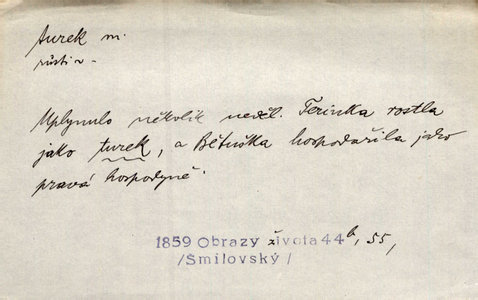 turek m.
růsti v
Uplynulo několik neděl. Terinka rostla
jako turek, a Bětuška hospodařila jako
pravá hospodyně.
1859 Obrazy života 44b, 55,
/Šmilovský/